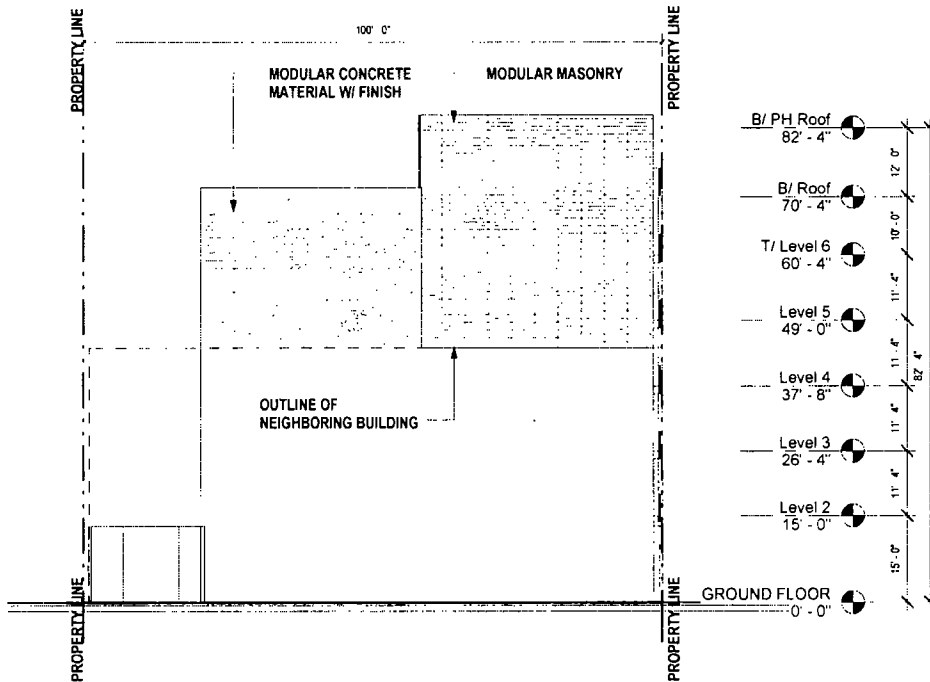 100' 0"
PROPERTY LINE
PROPERTY LINE
MODULAR CONCRETE
MATERIAL W/ FINISH
MODULAR MASONRY
B/ PH Roof
82' - 4"
12' 0"
B/ Roof
70' - 4"
10'- 0"
T/ Level 6
60' - 4"
11' - 4"
Level 5
49' - 0"
11' - 4"
82' 4"
Level 4
37' - 8"
OUTLINE OF
NEIGHBORING BUILDING
11' 4"
Level 3
26' - 4"
11' 4"
Level 2
15' - 0"
15' - 0"
GROUND FLOOR
0' - 0"
PROPERTY LINE
PROPERTY LINE